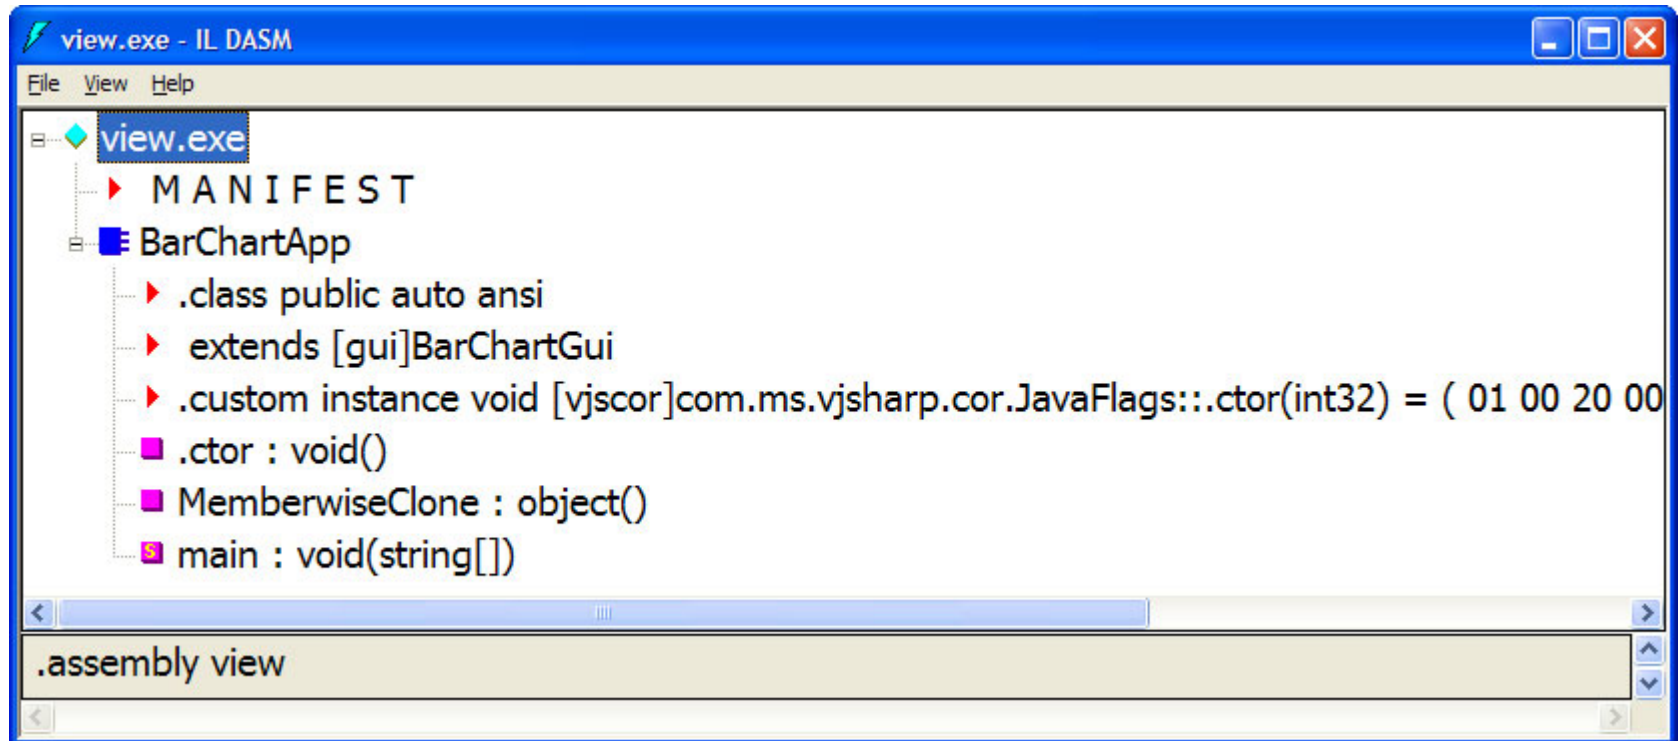 view.exe - IL DASM
File View Help
view.exe
M A N I F E S T
BarChartApp
.class public auto ansi
extends [gui]BarChartGui
.custom instance void [vjscor]com.ms.vjsharp.cor.JavaFlags::.ctor(int32) = ( 01 00 20 00
.ctor : void()
MemberwiseClone : object()
S main : void(string[])
.assembly view